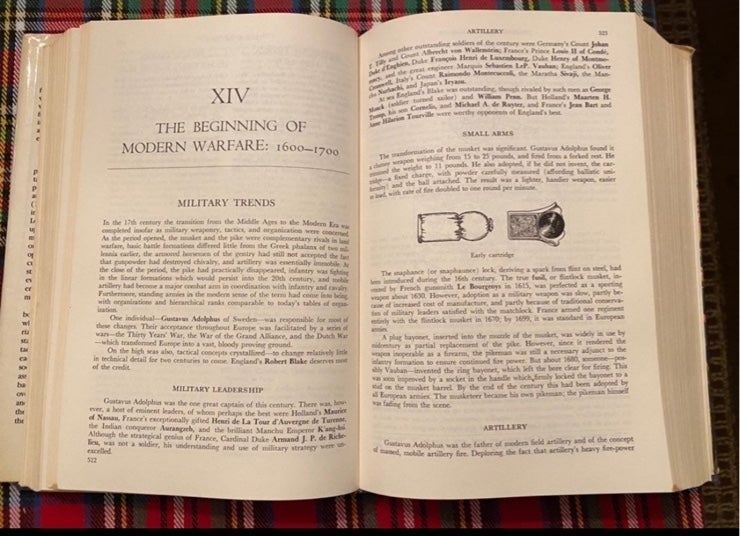 XIV
THE BEGINNING OF
MODERN WARFARE: 1600–1700
MILITARY TRENDS
In the 17th century the transition from the Middle Ages to the Modern Era was
completed insofar as military weaponry, tactics, and organization were concerned.
As the period opened, the musket and the pike were complementary rivals in land
warfare, basic battle formations differed little from the Greek phalanx of two mil-
lennia earlier, the armored horsemen of the gentry had still not accepted the fact
that gunpowder had destroyed chivalry, and artillery was essentially immobile. At
the close of the period, the pike had practically disappeared, infantry was fighting
in the linear formations which would persist into the 20th century, and mobile
artillery had become a major combat arm in coordination with infantry and cavalry.
Furthermore, standing armies in the modern sense of the term had come into being,
with organizations and hierarchical ranks comparable to today's tables of organ-
ization.
One individual—Gustavus Adolphus of Sweden—was responsible for most of
these changes. Their acceptance throughout Europe was facilitated by a series of
wars—the Thirty Years' War, the War of the Grand Alliance, and the Dutch War
—which transformed Europe into a vast, bloody proving ground.
On the high seas also, tactical concepts crystallized—to change relatively little
in technical detail for two centuries to come. England's Robert Blake deserves most
of the credit.
MILITARY LEADERSHIP
Gustavus Adolphus was the one great captain of this century. There was, how-
ever, a host of eminent leaders, of whom perhaps the best were Holland's Maurice
of Nassau, France's exceptionally gifted Henri de La Tour d'Auvergne de Turenne,
the Indian conqueror Aurangzeb, and the brilliant Manchu Emperor K'ang-hsi.
Although the strategical genius of France, Cardinal Duke Armand J. P. de Riche-
lieu, was not a soldier, his understanding and use of military strategy were un-
excelled.
522
ARTILLERY 523
Among other outstanding soldiers of the century were Germany's Count Johan
T. Tilly and Count Albrecht von Wallenstein; France's Prince Louis II of Condé,
Duke d'Enghien, Duke François Henri de Luxembourg, Duke Henry of Montmo-
rency, and the great engineer Marquis Sebastien LeP. Vauban; England's Oliver
Cromwell, Italy's Count Raimondo Montecuccoli, the Maratha Sivaji, the Man-
chu Nurhachi, and Japan's Ieyasu.
At sea England's Blake was outstanding, though rivaled by such men as George
Monck (soldier turned sailor) and William Penn. But Holland's Maarten H.
Tromp, his son Cornelis, and Michael A. de Ruyter, and France's Jean Bart and
Anne Hilarion Tourville were worthy opponents of England's best.
SMALL ARMS
The transformation of the musket was significant. Gustavus Adolphus found it
a clumsy weapon weighing from 15 to 25 pounds, and fired from a forked rest. He
reduced the weight to 11 pounds. He also adopted, if he did not invent, the car-
tridge—a fixed charge, with powder carefully measured (affording ballistic uni-
formity) and the ball attached. The result was a lighter, handier weapon, easier
to load, with rate of fire doubled to one round per minute.
Early cartridge
The snaphance (or snaphaunce) lock, deriving a spark from flint on steel, had
been introduced during the 16th century. The true fusil, or flintlock musket, in-
vented by French gunsmith Le Bourgeoys in 1615, was perfected as a sporting
weapon about 1630. However, adoption as a military weapon was slow, partly be-
cause of increased cost of manufacture, and partly because of traditional conserva-
tism of military leaders satisfied with the matchlock. France armed one regiment
entirely with the flintlock musket in 1670; by 1699, it was standard in European
armies.
A plug bayonet, inserted into the muzzle of the musket, was widely in use by
midcentury as partial replacement of the pike. However, since it rendered the
weapon inoperable as a firearm, the pikeman was still a necessary adjunct to the
infantry formation to ensure continued fire power. But about 1680, someone—pos-
sibly Vauban—invented the ring bayonet, which left the bore clear for firing. This
was soon improved by a socket in the handle which firmly locked the bayonet to a
stud on the musket barrel. By the end of the century this had been adopted by
all European armies. The musketeer became his own pikeman; the pikeman himself
was fading from the scene.
ARTILLERY
Gustavus Adolphus was the father of modern field artillery and of the concept
of massed, mobile artillery fire. Deploring the fact that artillery's heavy fire-power